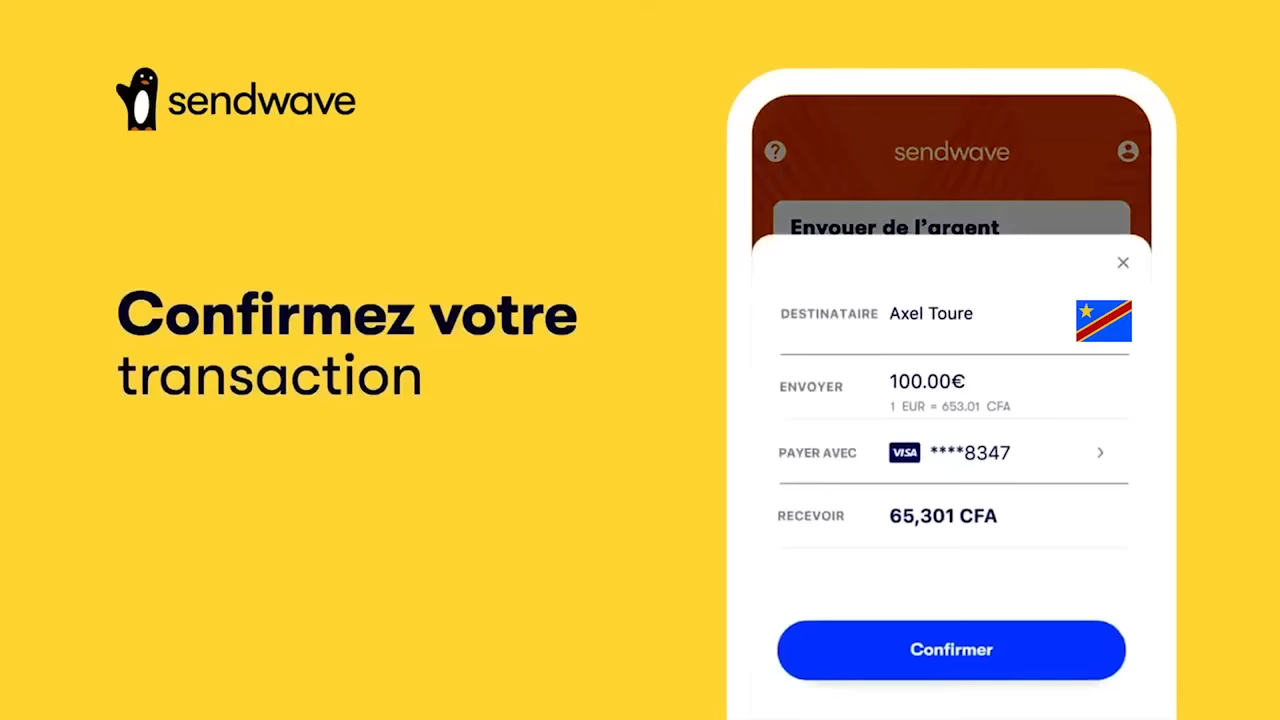 sendwave
Confirmez votre
transaction
?
sendwave
Envoyer de l'argent
DESTINATAIRE Axel Toure
ENVOYER 100.00€
1 EUR = 653.01 CFA
PAYER AVEC VISA ****8347
RECEVOIR 65,301 CFA
Confirmer